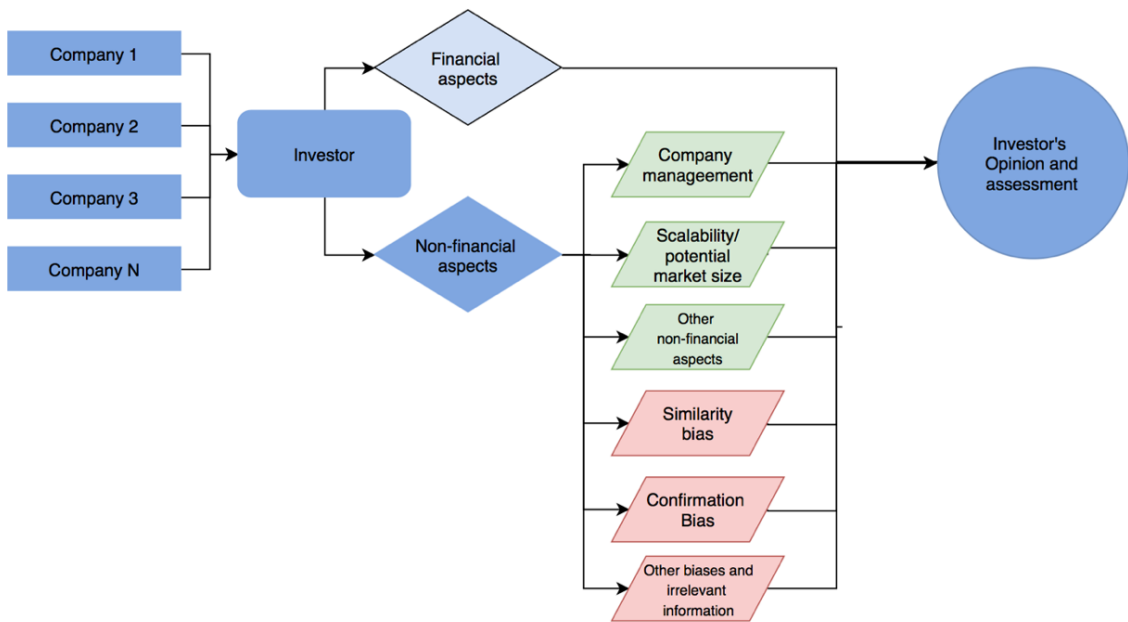 Company 1
Company 2
Company 3
Company N
Investor
Financial
aspects
Non-financial
aspects
Company
manageement
Scalability/
potential
market size
Other
non-financial
aspects
Similarity
bias
Confirmation
Bias
Other biases and
irrelevant
information
Investor's
Opinion and
assessment